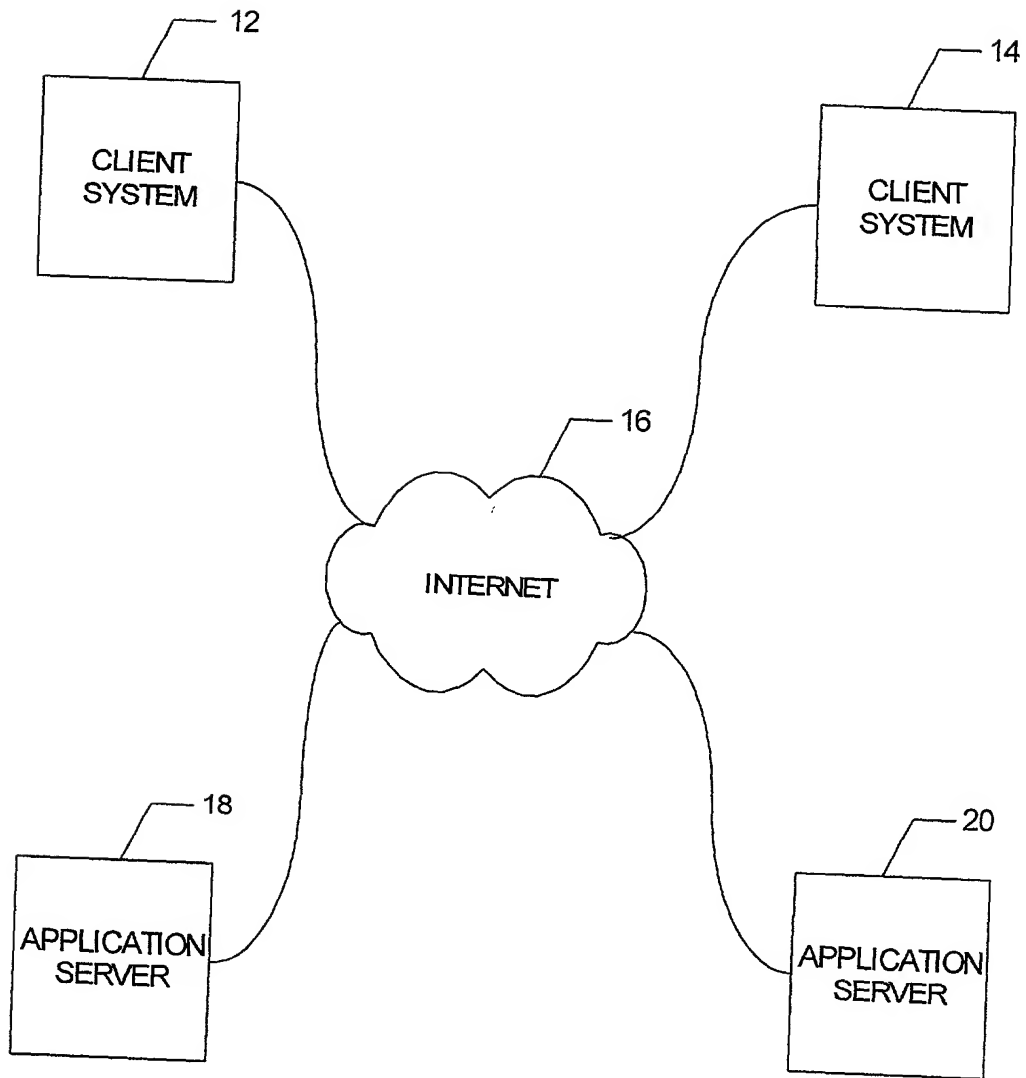 12
14
CLIENT
SYSTEM
CLIENT
SYSTEM
16
INTERNET
18
20
APPLICATION
SERVER
APPLICATION
SERVER